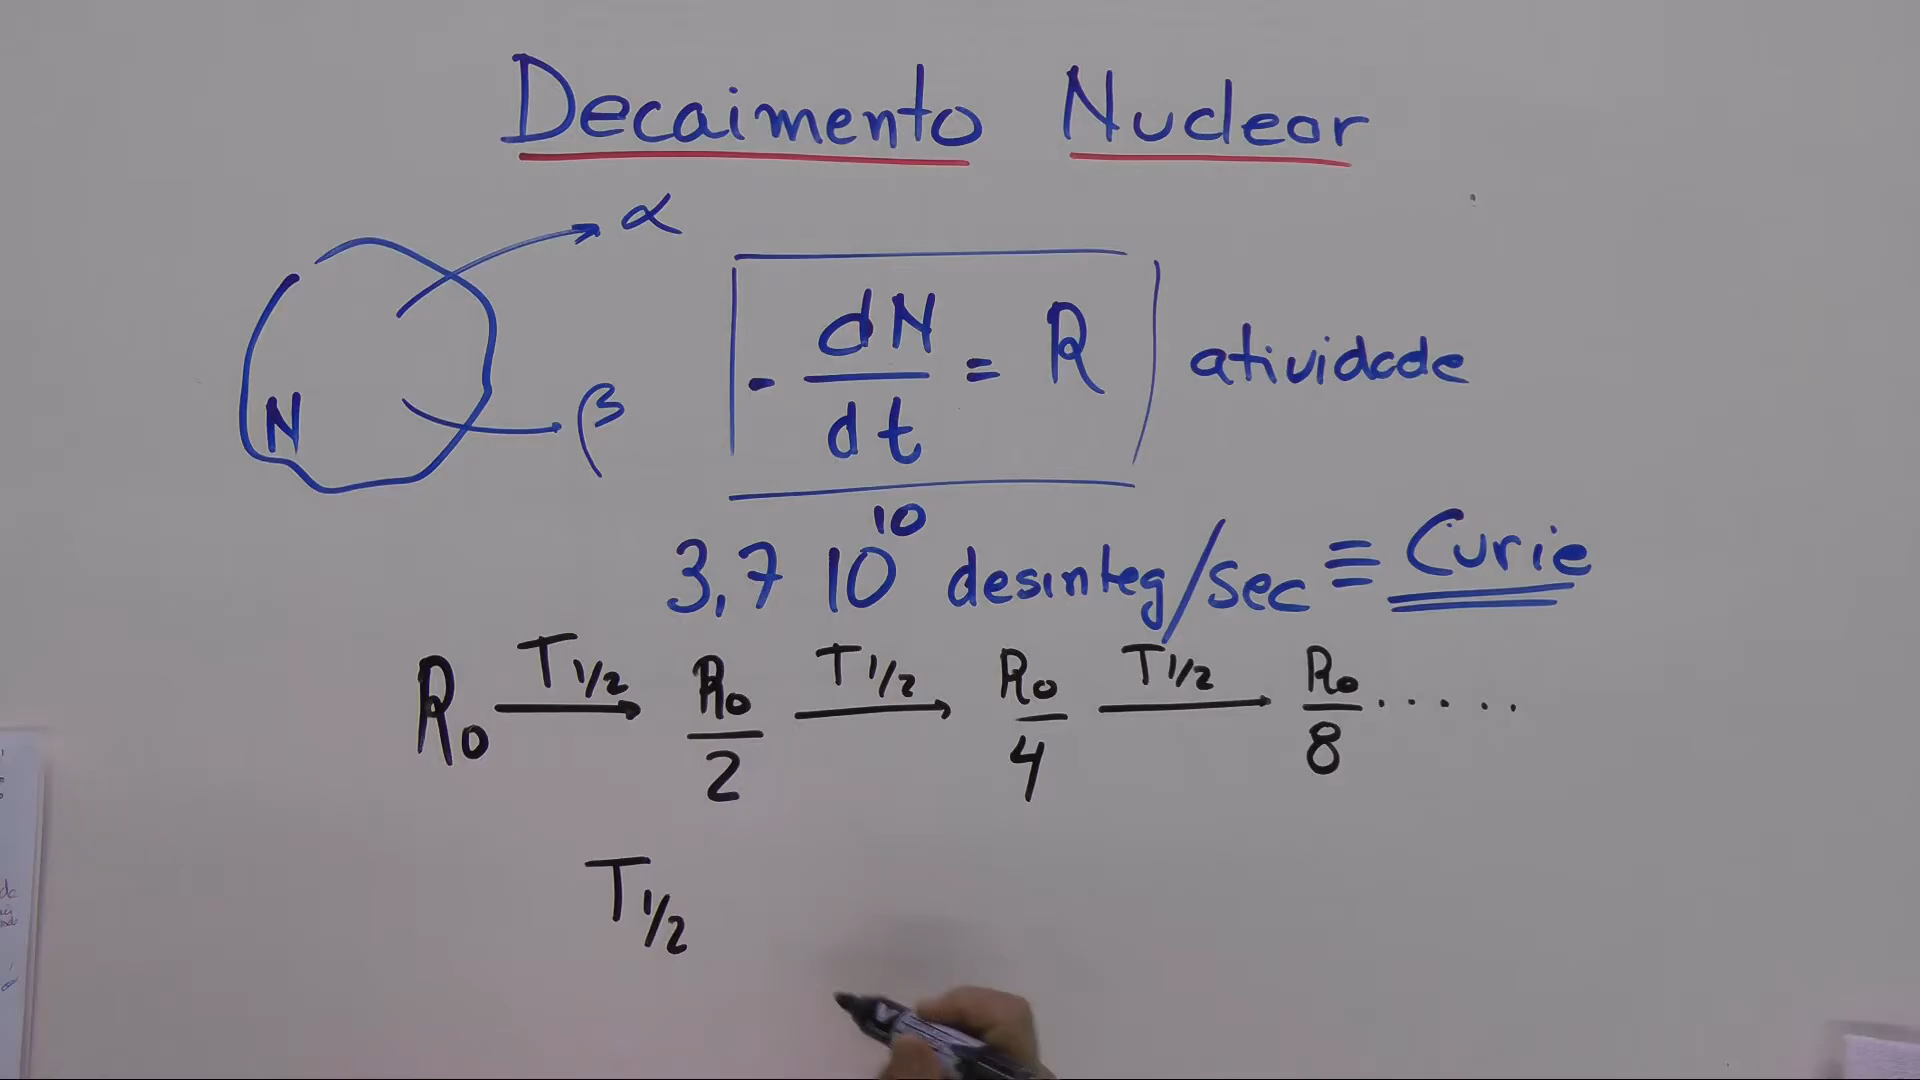 Decaimento Nuclear
α
N
β
- dN/dt = R atividade
3,7 10^10 desinteg/sec ≡ Curie
R₀ T1/2 → R₀/2 T1/2 → R₀/4 T1/2 → R₀/8 ......
T1/2